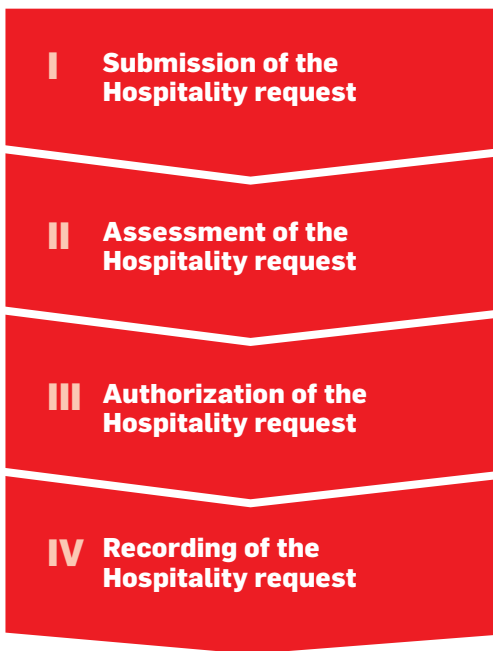 I
Submission of the
Hospitality request
II
Assessment of the
Hospitality request
III
Authorization of the
Hospitality request
IV
Recording of the
Hospitality request